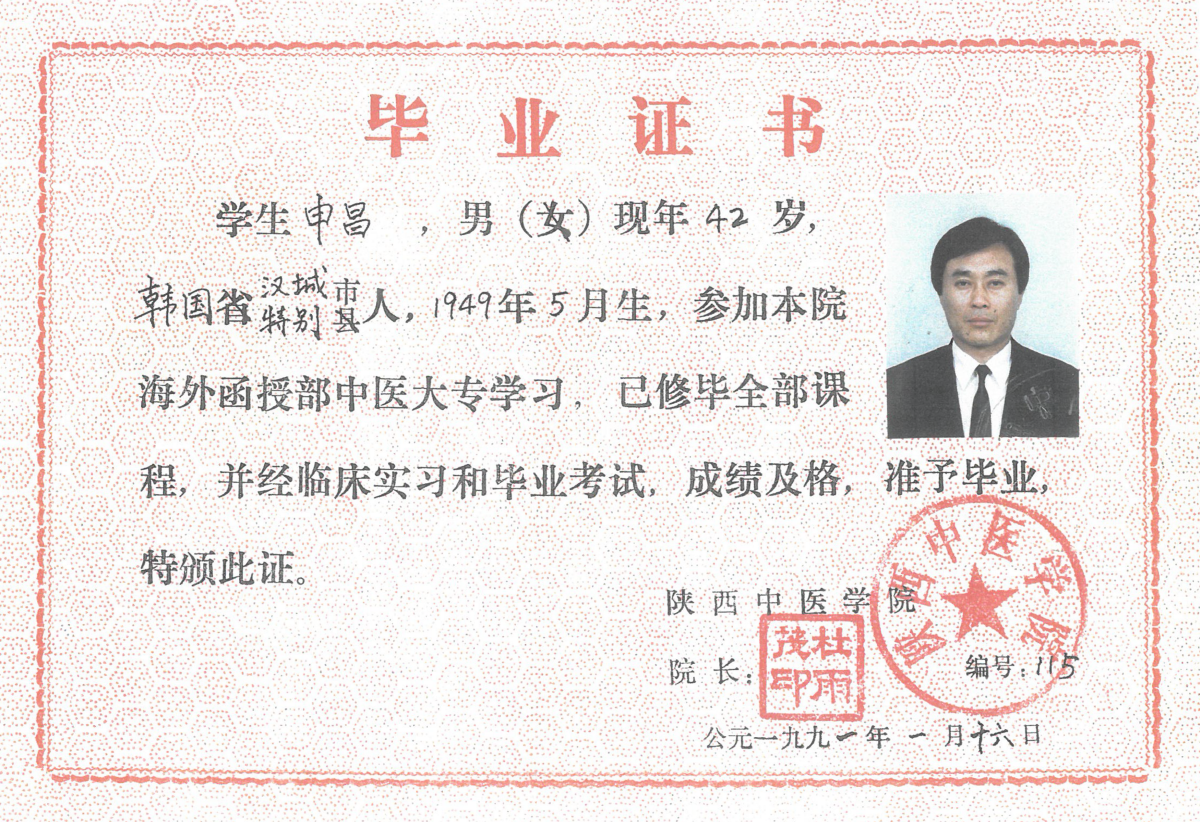 毕业证书
学生申昌，男（女）现年42岁，
韩国省汉城特别市县人，1949年5月生，参加本院
海外函授部中医大专学习，已修毕全部课
程，并经临床实习和毕业考试，成绩及格，准予毕业，
特颁此证。
陕西中医学院
陕西中医学院
院长：
杜雨茂印
编号：115
公元一九九一年一月十六日